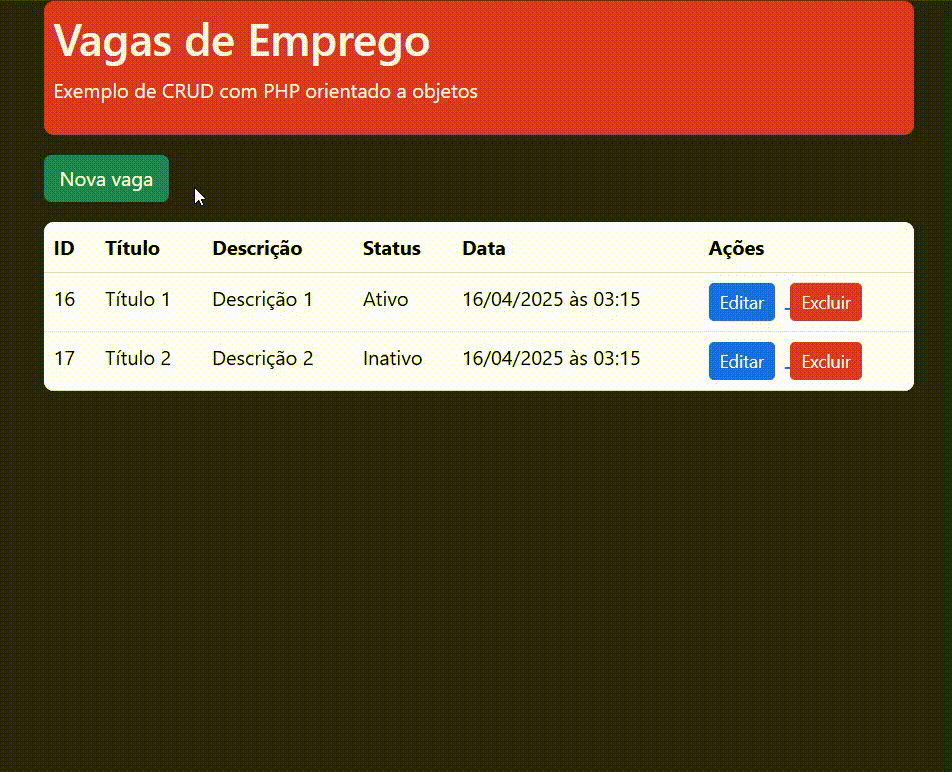 Vagas de Emprego
Exemplo de CRUD com PHP orientado a objetos
Nova vaga
ID Título Descrição Status Data Ações
16 Título 1 Descrição 1 Ativo 16/04/2025 às 03:15 Editar Excluir
17 Título 2 Descrição 2 Inativo 16/04/2025 às 03:15 Editar Excluir